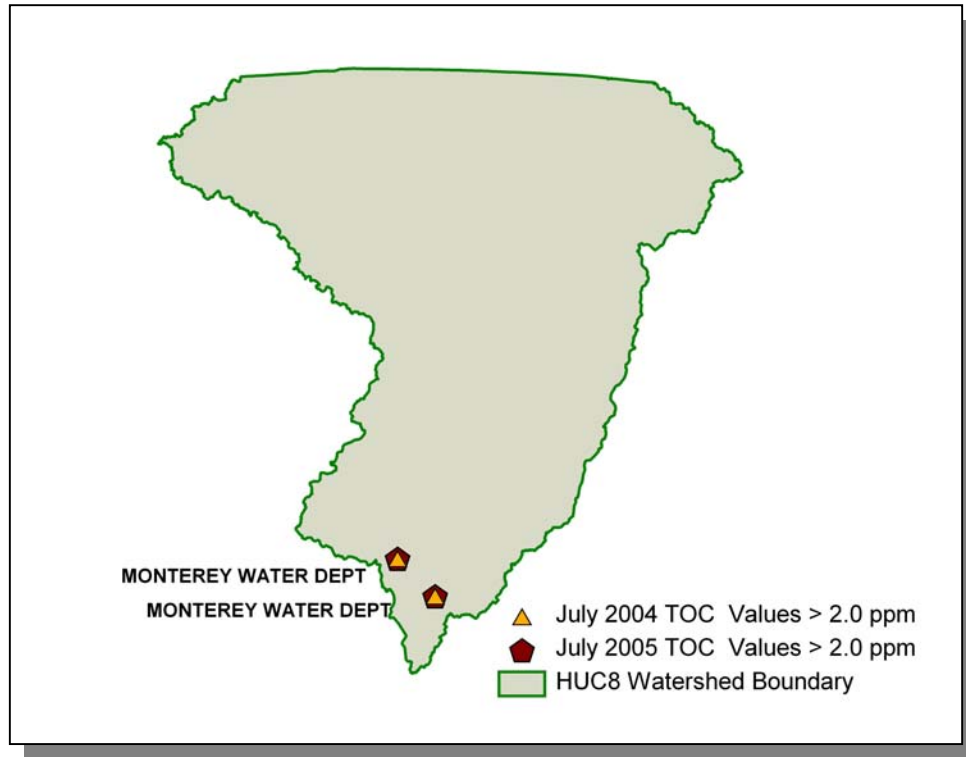 MONTEREY WATER DEPT
MONTEREY WATER DEPT
July 2004 TOC Values > 2.0 ppm
July 2005 TOC Values > 2.0 ppm
HUC8 Watershed Boundary